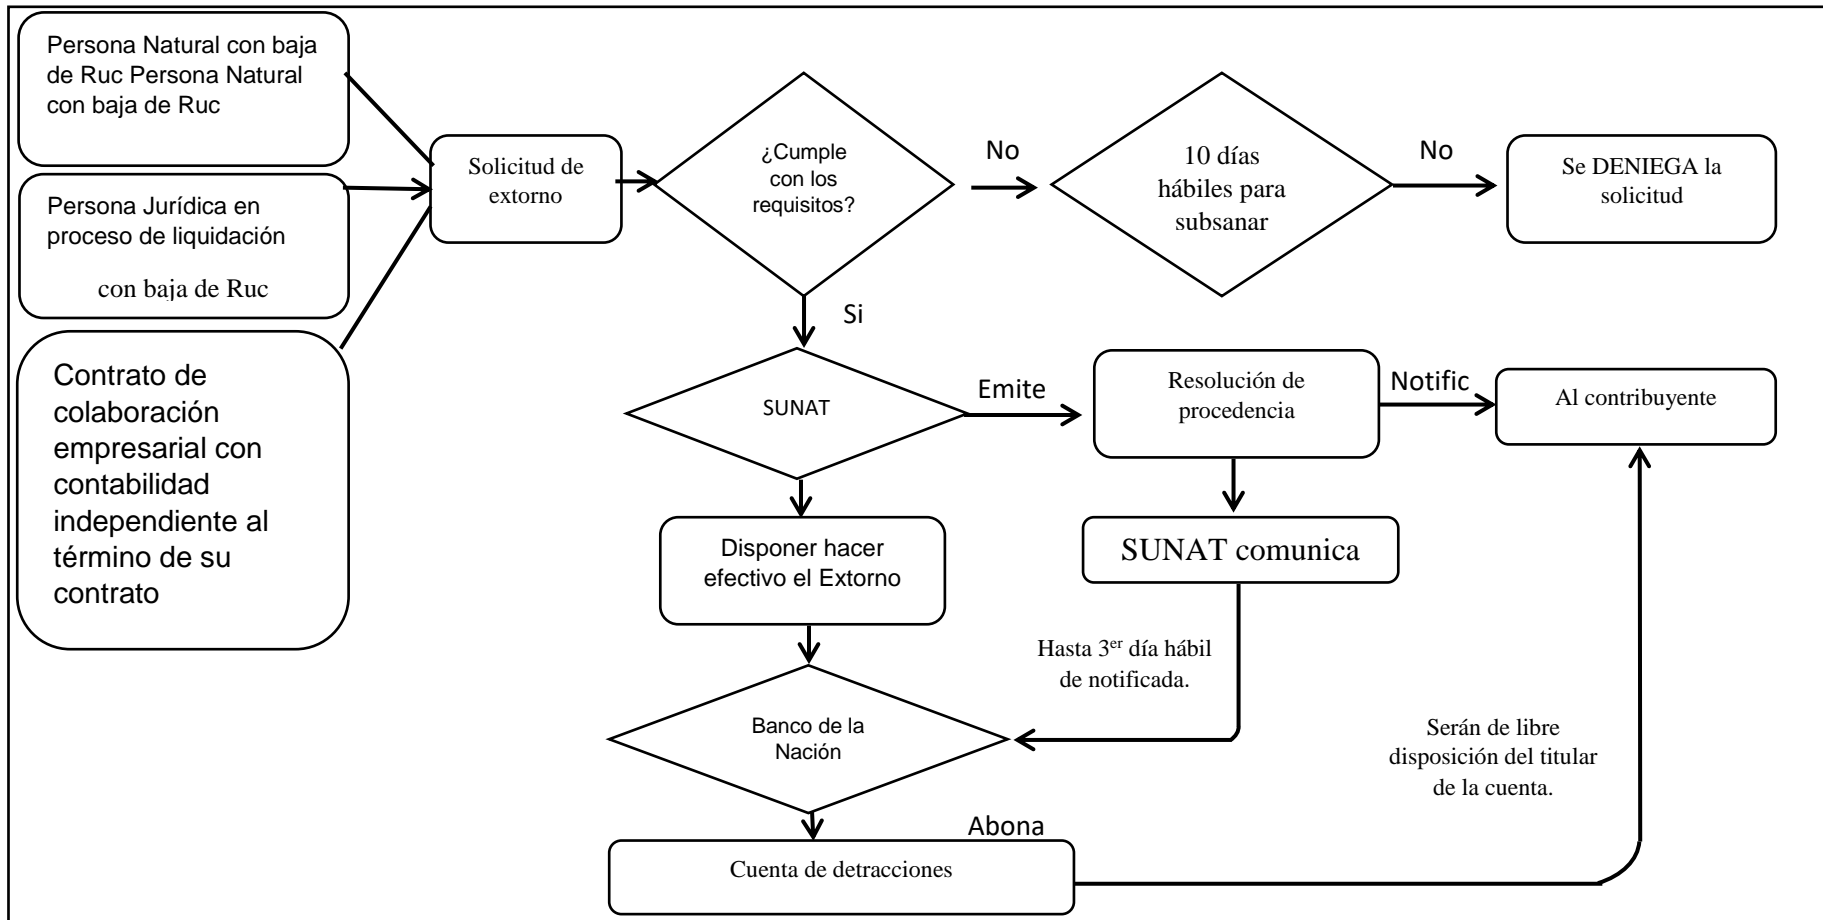 Persona Natural con baja
de Ruc Persona Natural
con baja de Ruc
Persona Jurídica en
proceso de liquidación
con baja de Ruc
Contrato de
colaboración
empresarial con
contabilidad
independiente al
término de su
contrato
Solicitud de
extorno
¿Cumple
con los
requisitos?
No
10 días
hábiles para
subsanar
No
Se DENIEGA la
solicitud
Si
SUNAT
Emite
Resolución de
procedencia
Notific
Al contribuyente
Disponer hacer
efectivo el Extorno
SUNAT comunica
Hasta 3er día hábil
de notificada.
Banco de la
Nación
Serán de libre
disposición del titular
de la cuenta.
Abona
Cuenta de detracciones